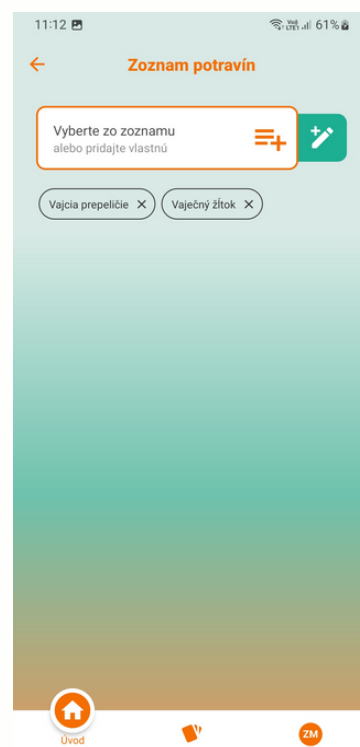 11:12 61%
Zoznam potravín
Vyberte zo zoznamu
alebo pridajte vlastnú
Vajcia prepeličie Vaječný žĺtok
Úvod ZM